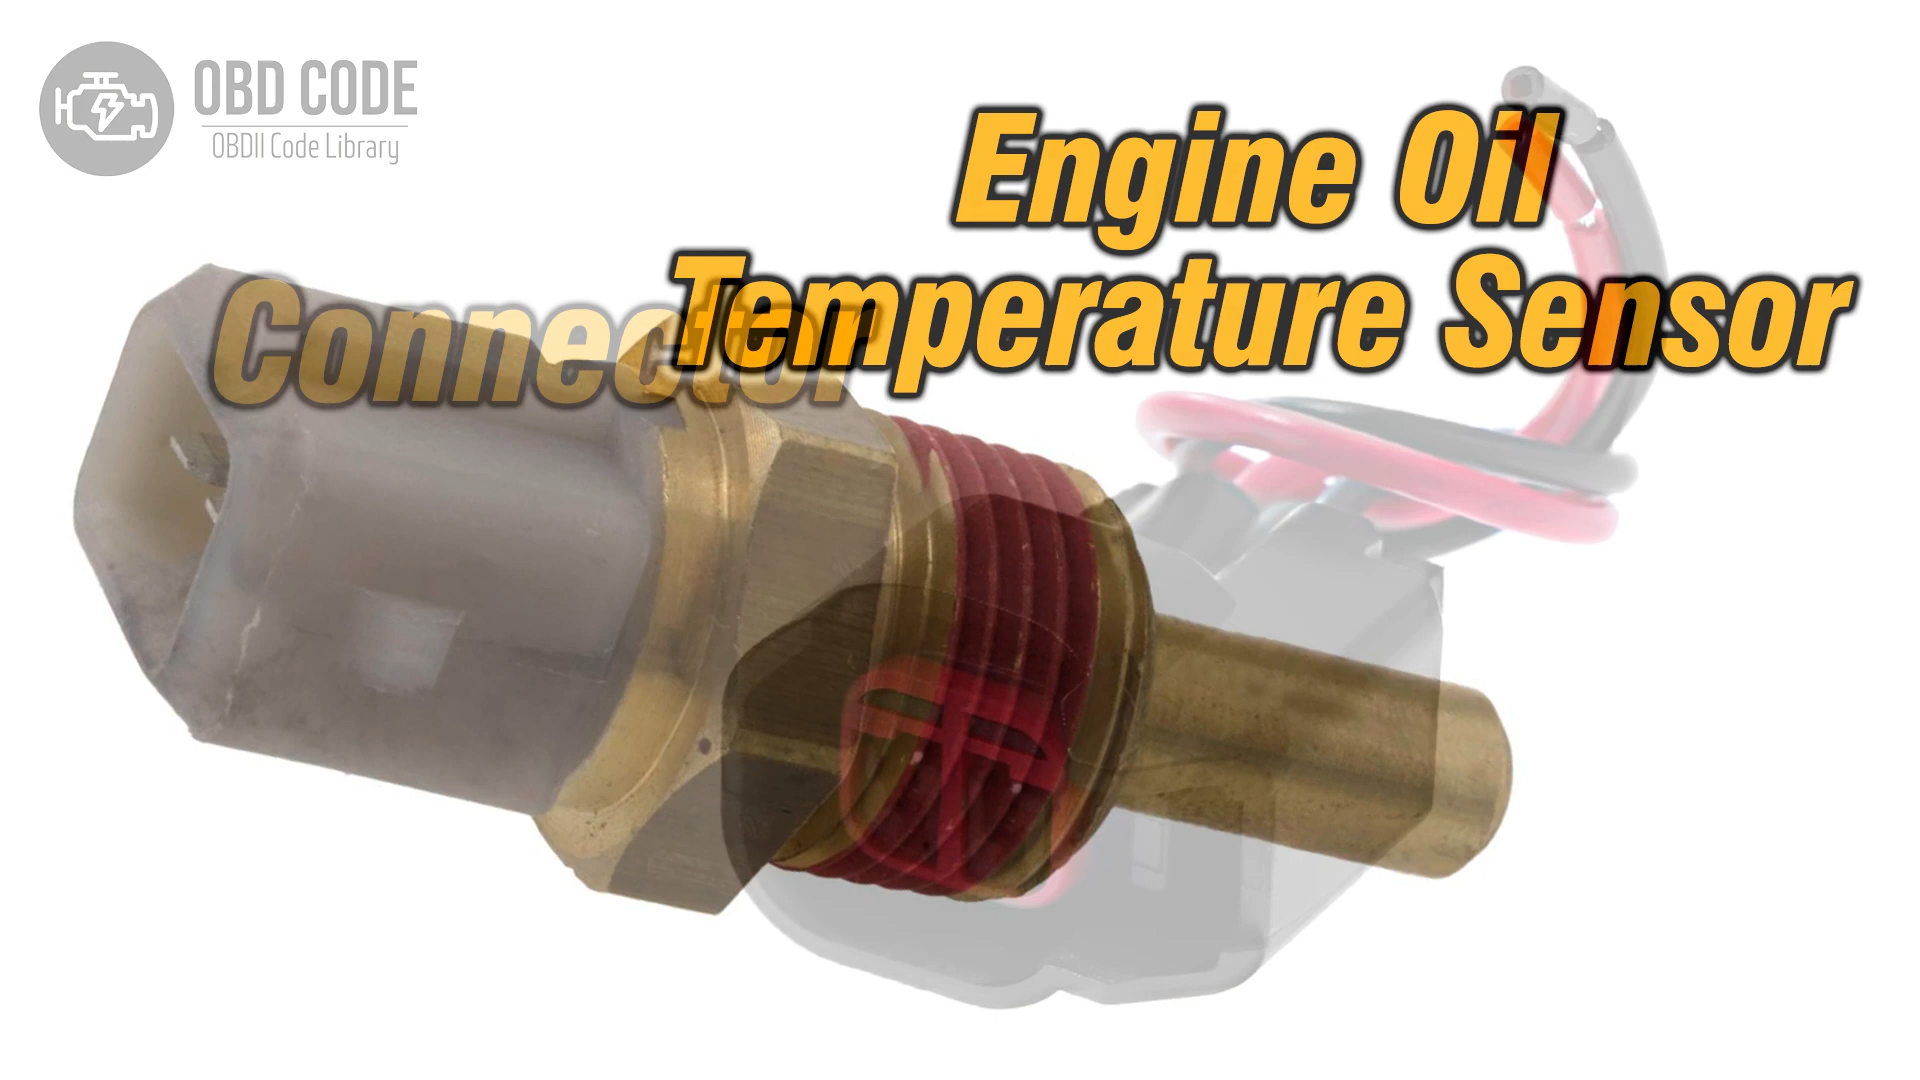 OBD CODE
OBDII Code Library
Engine Oil
Temperature Sensor
Connector